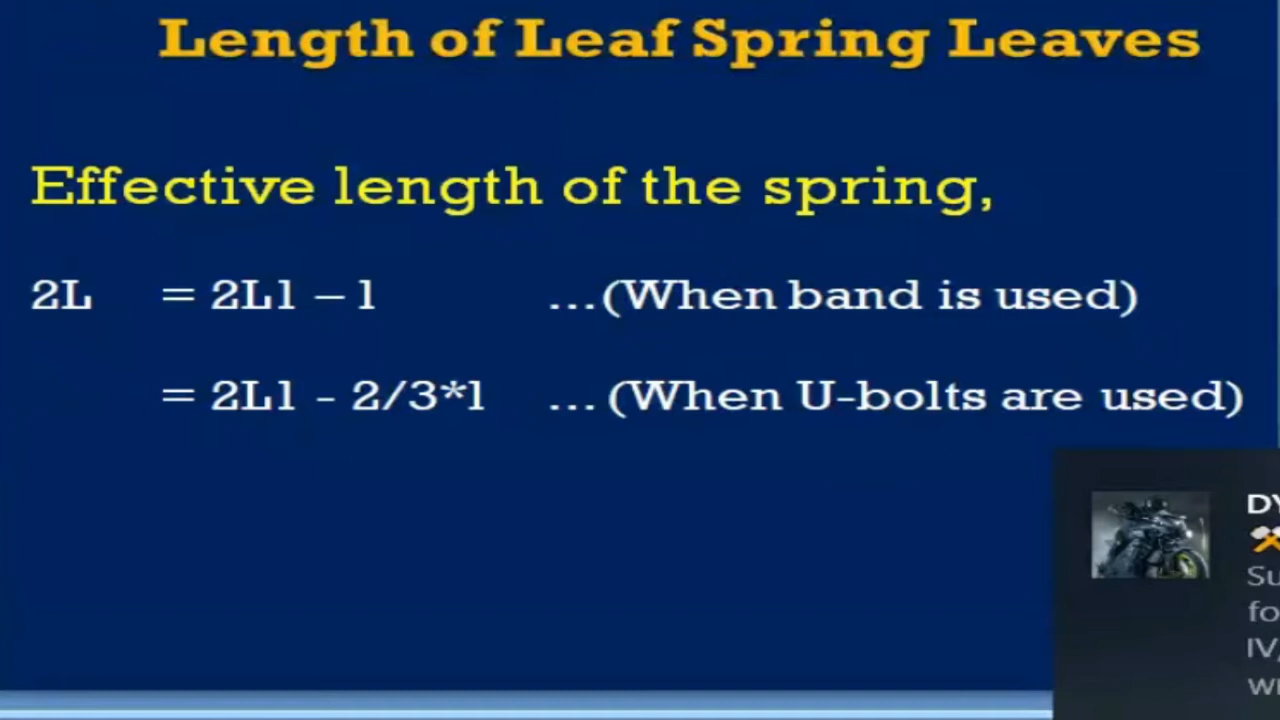 Length of Leaf Spring Leaves
Effective length of the spring,
2L = 2L1 – l ...(When band is used)
= 2L1 - 2/3*l ... (When U-bolts are used)
IV,